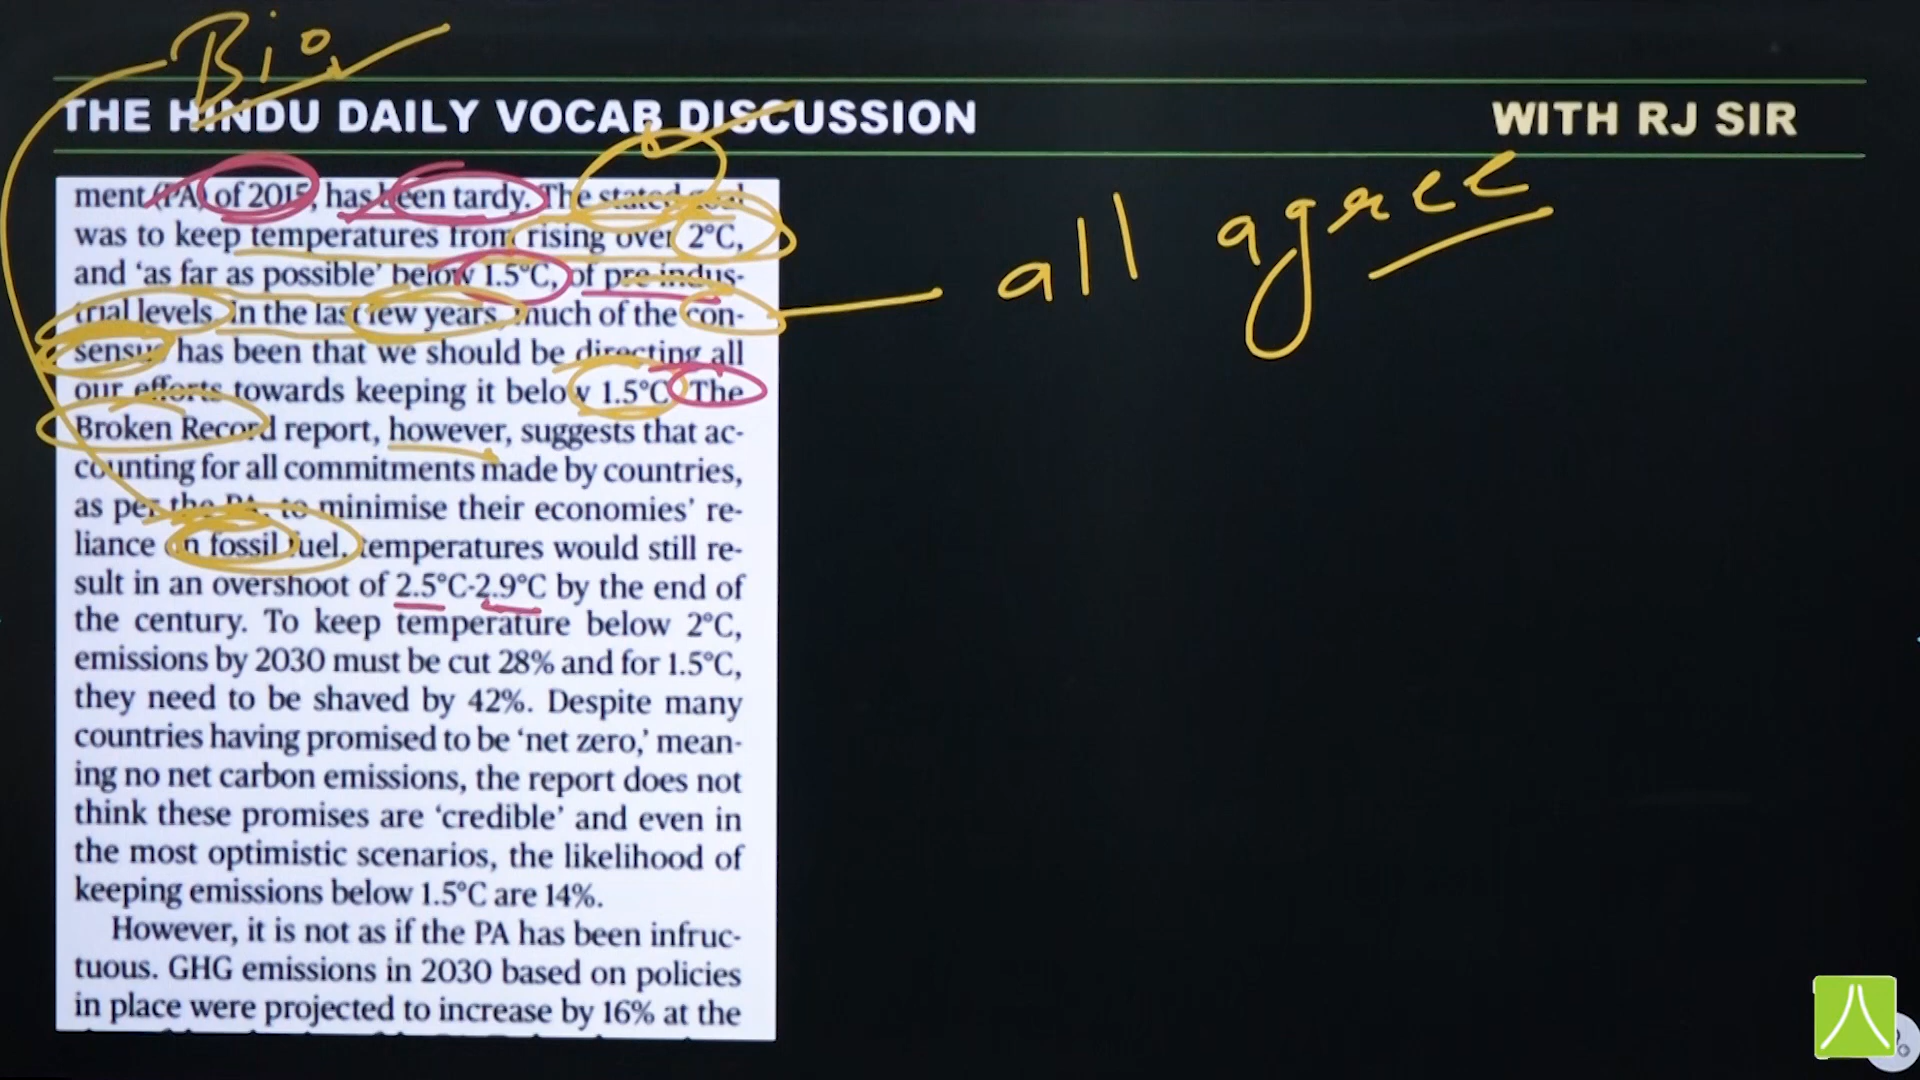 Bio
THE HINDU DAILY VOCAB DISCUSSION
WITH RJ SIR
ment (PA) of 2015, has been tardy. The stated goal
was to keep temperatures from rising over 2°C,
and ‘as far as possible’ below 1.5°C, of pre-indus-
trial levels. In the last few years, much of the con-
sensus has been that we should be directing all
our efforts towards keeping it below 1.5°C. The
Broken Record report, however, suggests that ac-
counting for all commitments made by countries,
as per the PA, to minimise their economies’ re-
liance on fossil fuel, temperatures would still re-
sult in an overshoot of 2.5°C-2.9°C by the end of
the century. To keep temperature below 2°C,
emissions by 2030 must be cut 28% and for 1.5°C,
they need to be shaved by 42%. Despite many
countries having promised to be ‘net zero,’ mean-
ing no net carbon emissions, the report does not
think these promises are ‘credible’ and even in
the most optimistic scenarios, the likelihood of
keeping emissions below 1.5°C are 14%.
However, it is not as if the PA has been infruc-
tuous. GHG emissions in 2030 based on policies
in place were projected to increase by 16% at the
all agree